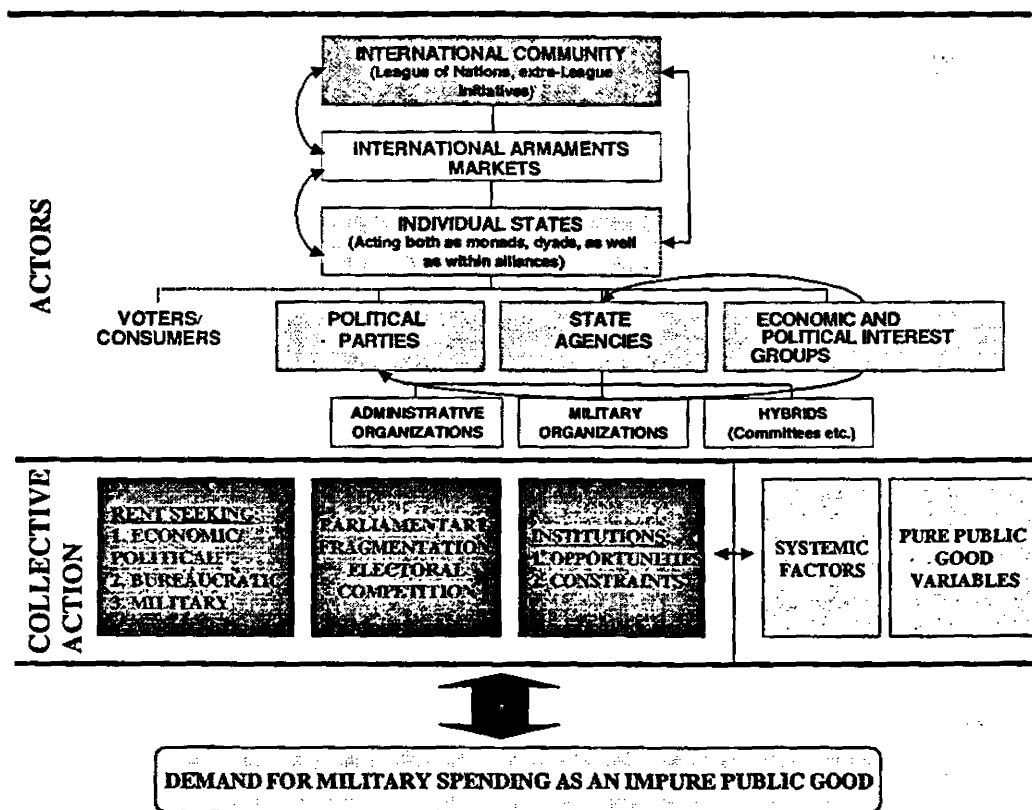 INTERNATIONAL COMMUNITY
(League of Nations, extra-League
Initiatives)
INTERNATIONAL ARMAMENTS
MARKETS
INDIVIDUAL STATES
(Acting both as monads, dyads, as well
as within alliances)
ACTORS
VOTERS/
CONSUMERS
POLITICAL
PARTIES
STATE
AGENCIES
ECONOMIC AND
POLITICAL INTEREST
GROUPS
ADMINISTRATIVE
ORGANIZATIONS
MILITARY
ORGANIZATIONS
HYBRIDS
(Committees etc.)
COLLECTIVE
ACTION
RENT SEEKING:
1. ECONOMIC/
POLITICAL
2. BUREAUCRATIC
3. MILITARY
PARLIAMENTARY
FRAGMENTATION
ELECTORAL
COMPETITION
INSTITUTIONS:
1. OPPORTUNITIES
2. CONSTRAINTS
SYSTEMIC
FACTORS
PURE PUBLIC
GOOD
VARIABLES
DEMAND FOR MILITARY SPENDING AS AN IMPURE PUBLIC GOOD